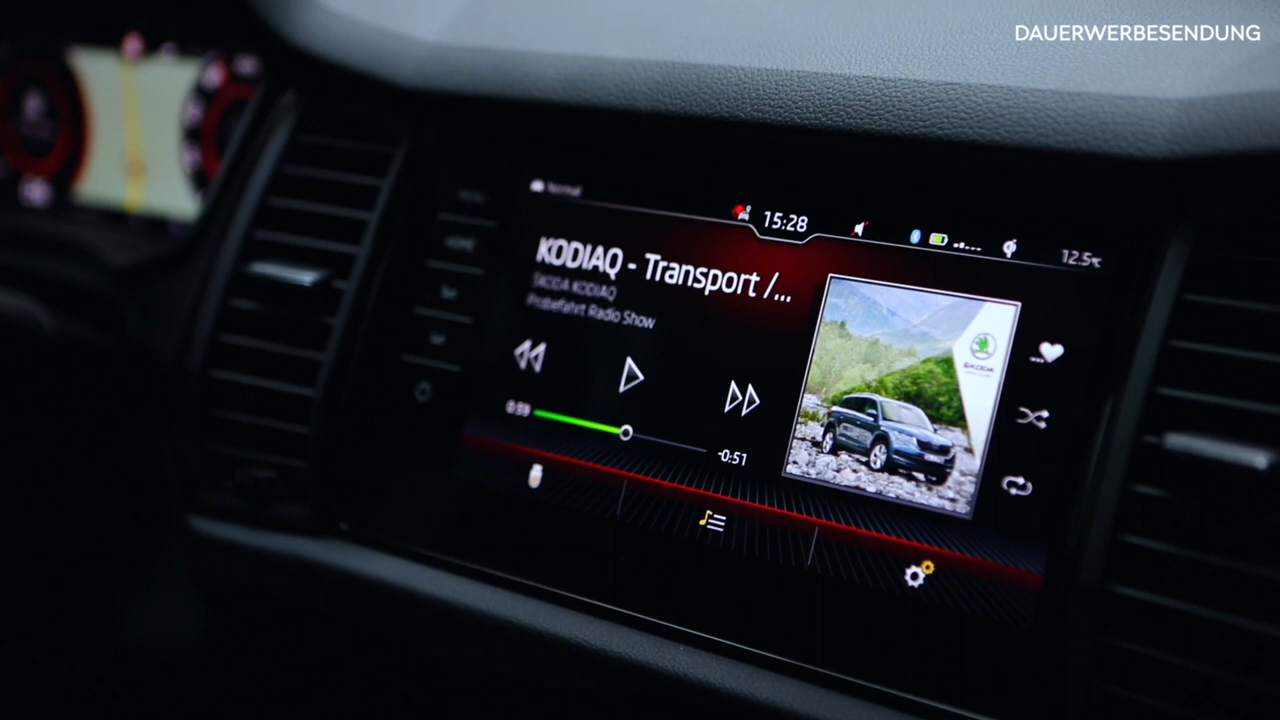 DAUERWERBESENDUNG
Normal
15:28
12.5°C
KODIAQ - Transport /...
ŠKODA KODIAQ
Probefahrt Radio Show
ŠKODA
0:59
-0:51